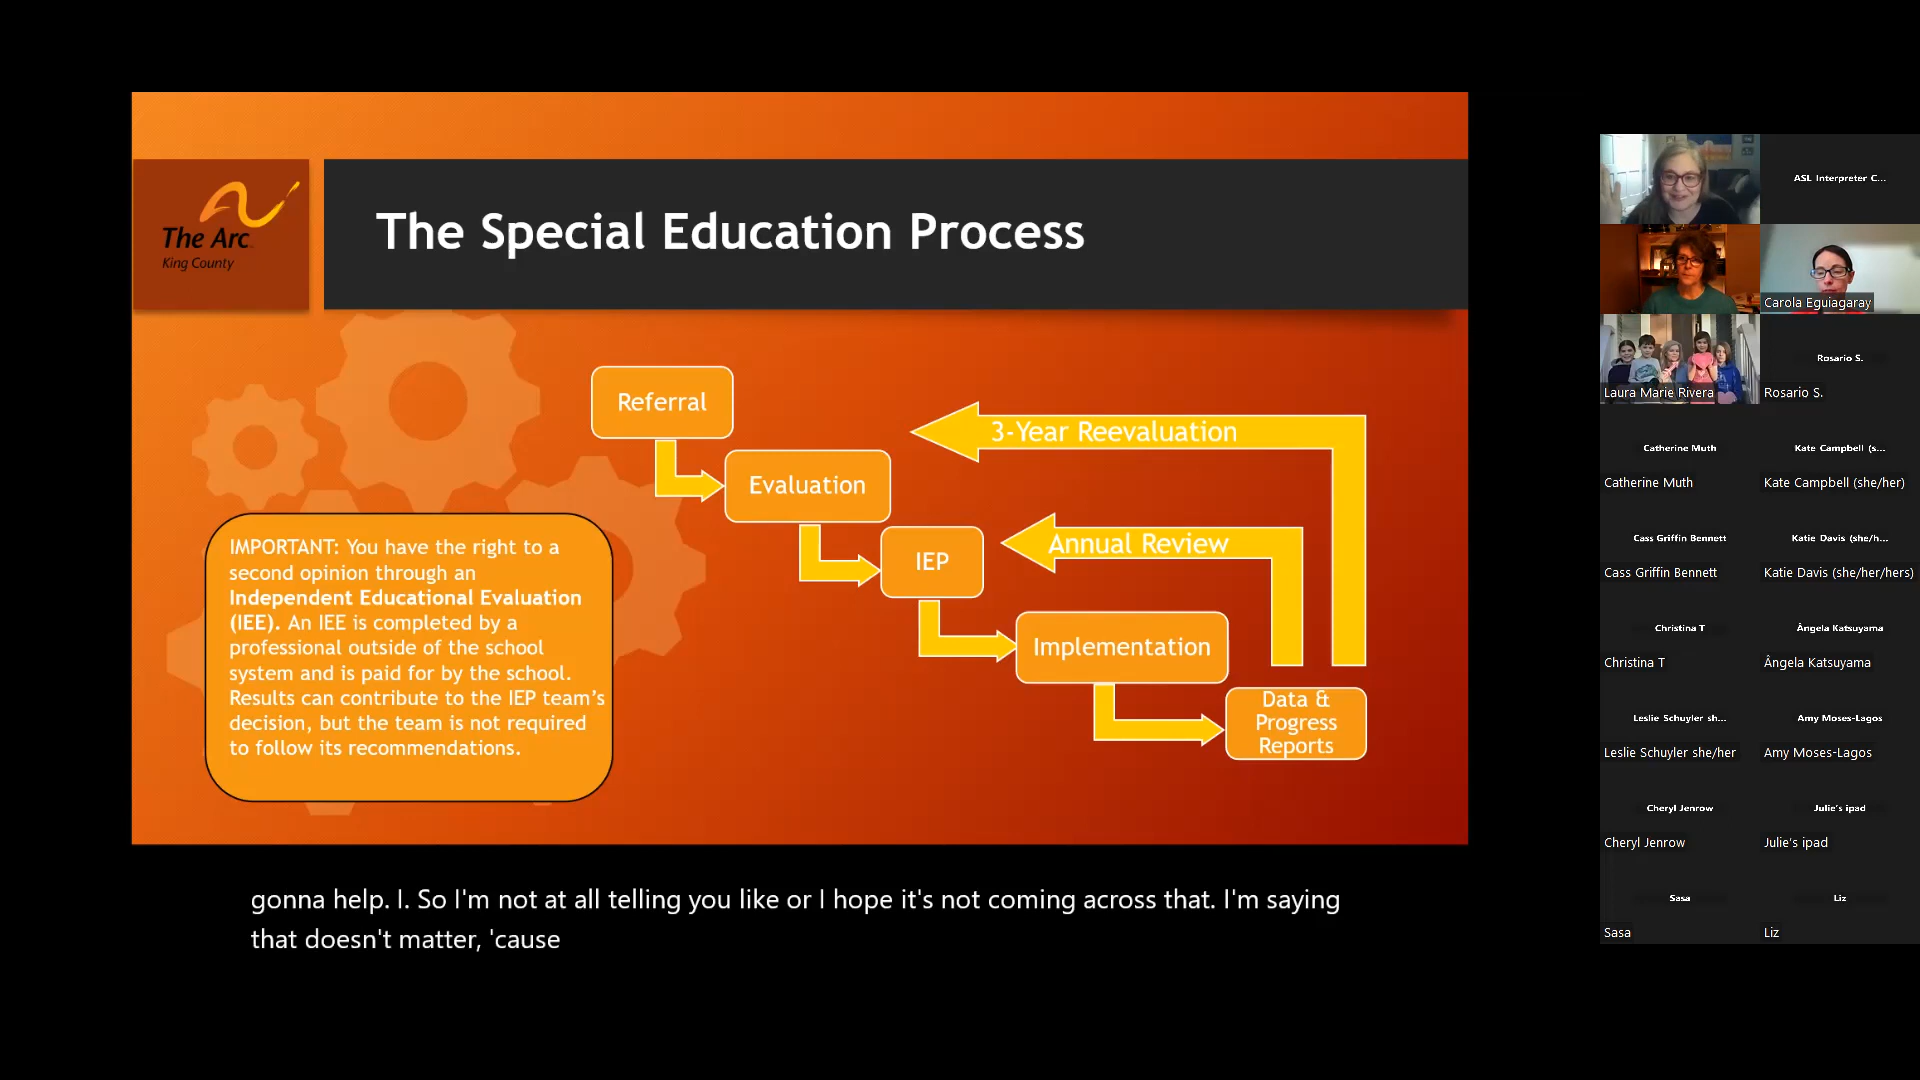 The Arc
King County
The Special Education Process
Referral
Evaluation
IEP
Implementation
Data &
Progress
Reports
3-Year Reevaluation
Annual Review
IMPORTANT: You have the right to a
second opinion through an
Independent Educational Evaluation
(IEE). An IEE is completed by a
professional outside of the school
system and is paid for by the school.
Results can contribute to the IEP team’s
decision, but the team is not required
to follow its recommendations.
gonna help. I. So I'm not at all telling you like or I hope it's not coming across that. I'm saying
that doesn't matter, 'cause
ASL Interpreter C...
Carola Eguiagaray
Laura Marie Rivera
Rosario S.
Rosario S.
Catherine Muth
Catherine Muth
Kate Campbell (s...
Kate Campbell (she/her)
Cass Griffin Bennett
Cass Griffin Bennett
Katie Davis (she/h...
Katie Davis (she/her/hers)
Christina T
Christina T
Ângela Katsuyama
Ângela Katsuyama
Leslie Schuyler sh...
Leslie Schuyler she/her
Amy Moses-Lagos
Amy Moses-Lagos
Cheryl Jenrow
Cheryl Jenrow
Julie's ipad
Julie's ipad
Sasa
Sasa
Liz
Liz